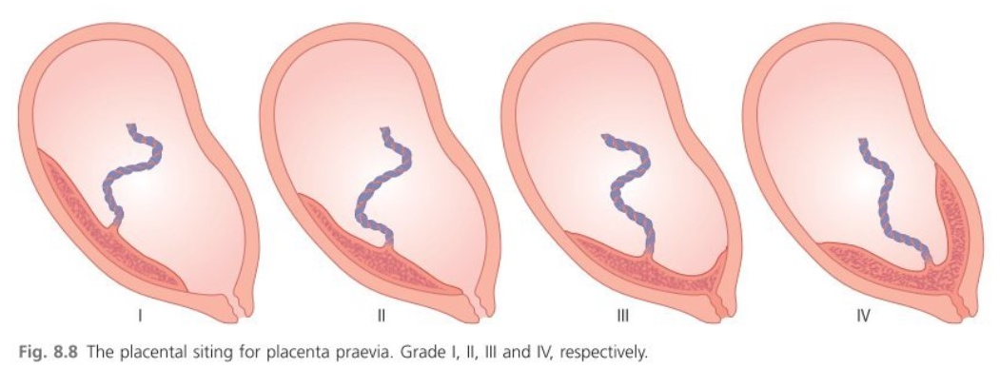 I II III IV
Fig. 8.8 The placental siting for placenta praevia. Grade I, II, III and IV, respectively.